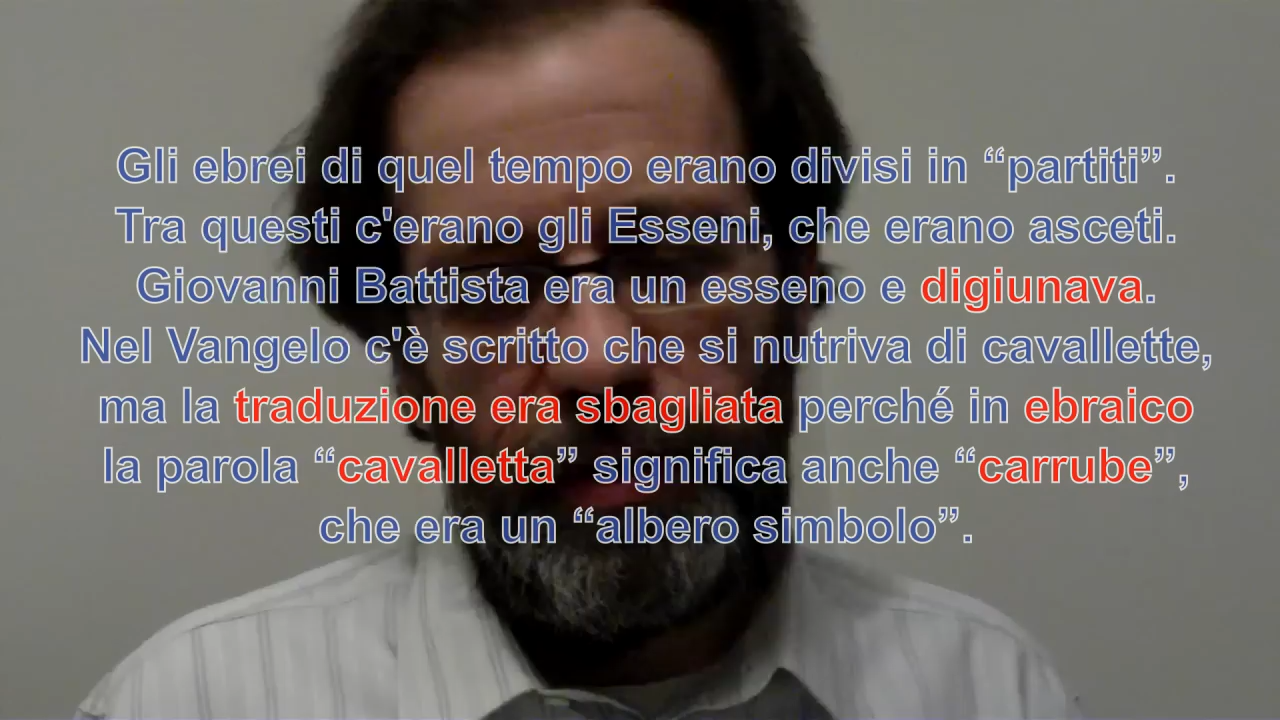 Gli ebrei di quel tempo erano divisi in “partiti”.
Tra questi c'erano gli Esseni, che erano asceti.
Giovanni Battista era un esseno e digiunava.
Nel Vangelo c'è scritto che si nutriva di cavallette,
ma la traduzione era sbagliata perché in ebraico
la parola “cavalletta” significa anche “carrube”,
che era un “albero simbolo”.